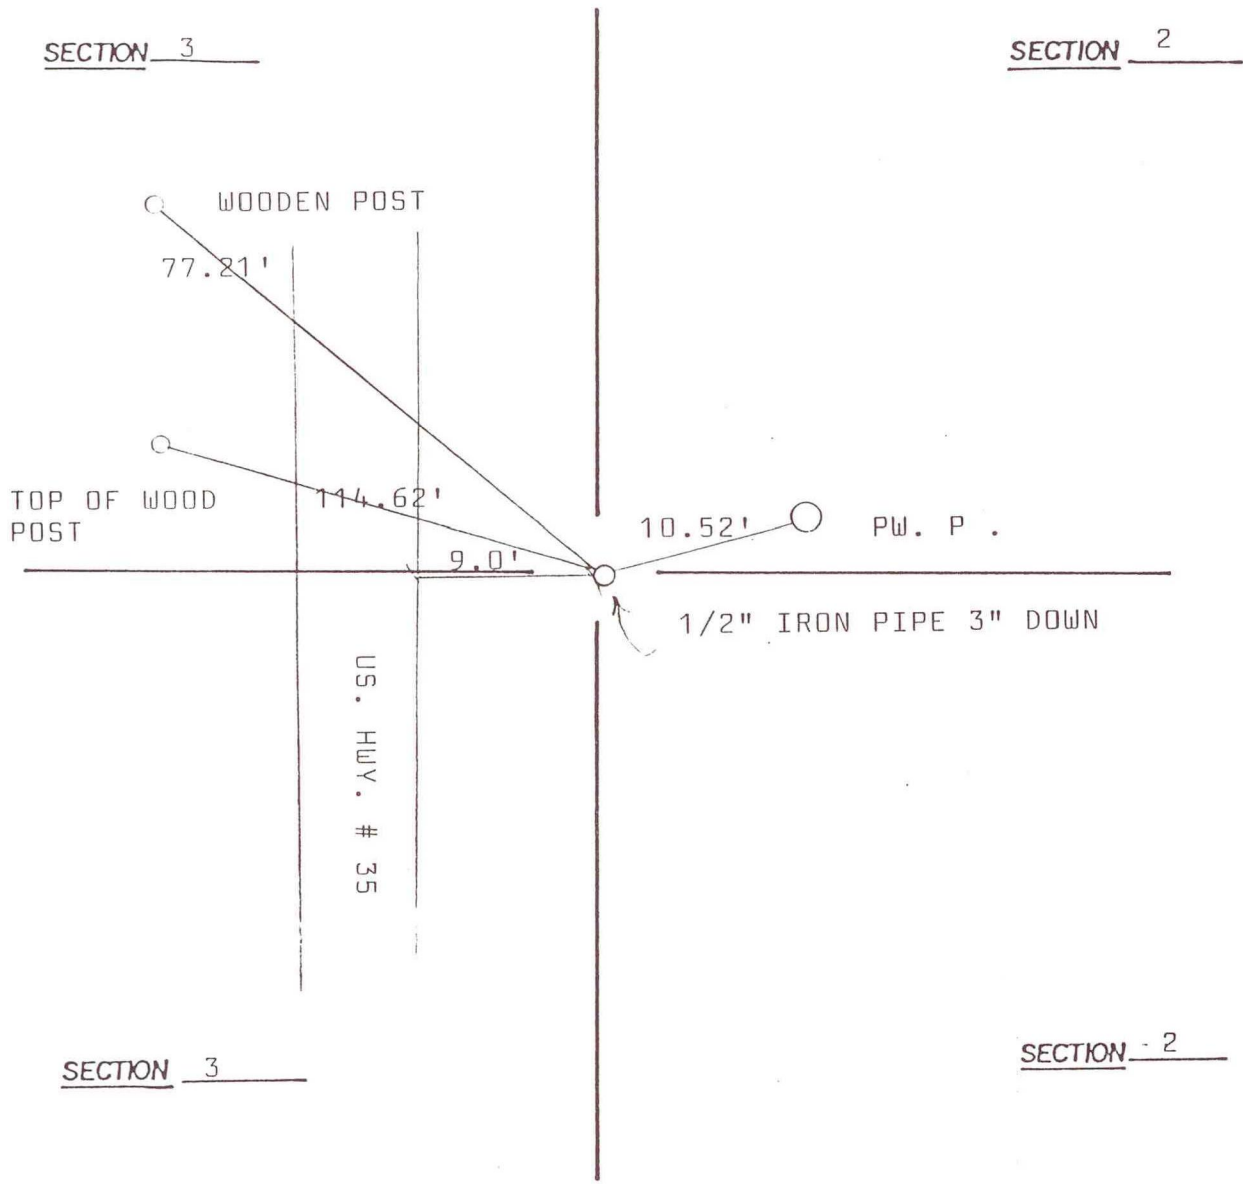 SECTION 3
SECTION 2
WOODEN POST
77.21'
TOP OF WOOD
POST
114.62'
10.52'
PW. P .
9.0'
1/2" IRON PIPE 3" DOWN
US. HWY. # 35
SECTION 3
SECTION 2